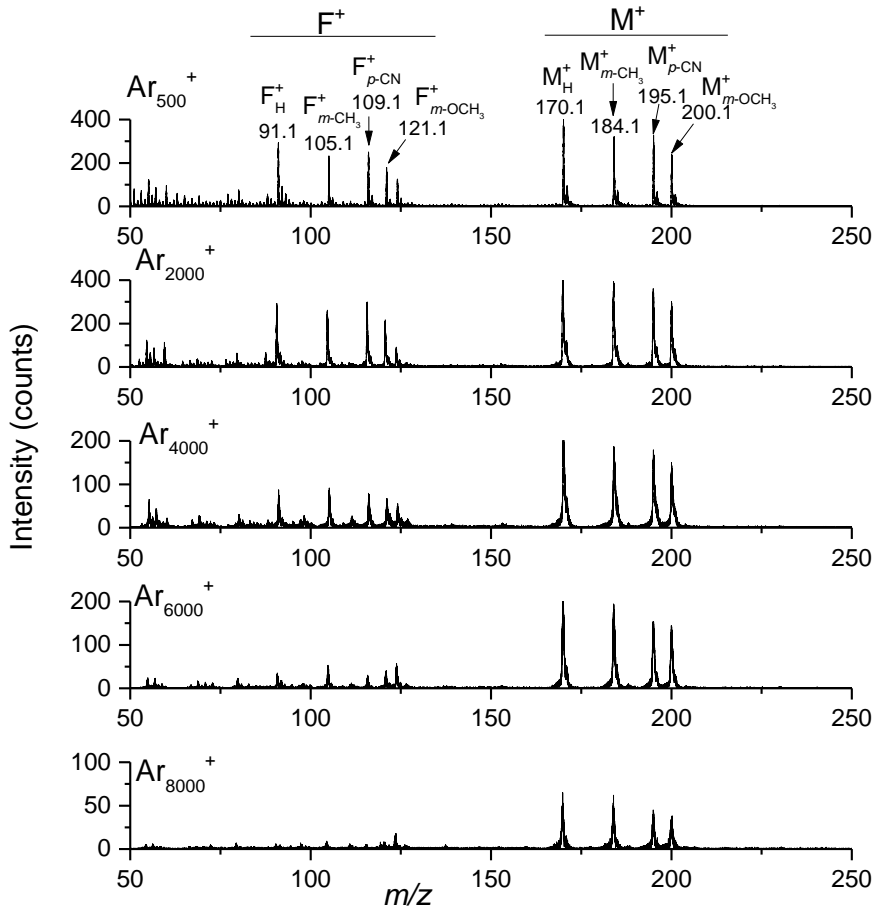 F+ M+
F+H 91.1 F+m-CH3 105.1 F+p-CN 109.1 F+m-OCH3 121.1 M+H 170.1 M+m-CH3 184.1 M+p-CN 195.1 M+m-OCH3 200.1
Ar500+
400
200
0
50 100 150 200 250
Ar2000+
400
200
0
50 100 150 200 250
Ar4000+
200
100
0
50 100 150 200 250
Ar6000+
200
100
0
50 100 150 200 250
Ar8000+
100
50
0
50 100 150 200 250
m/z
Intensity (counts)